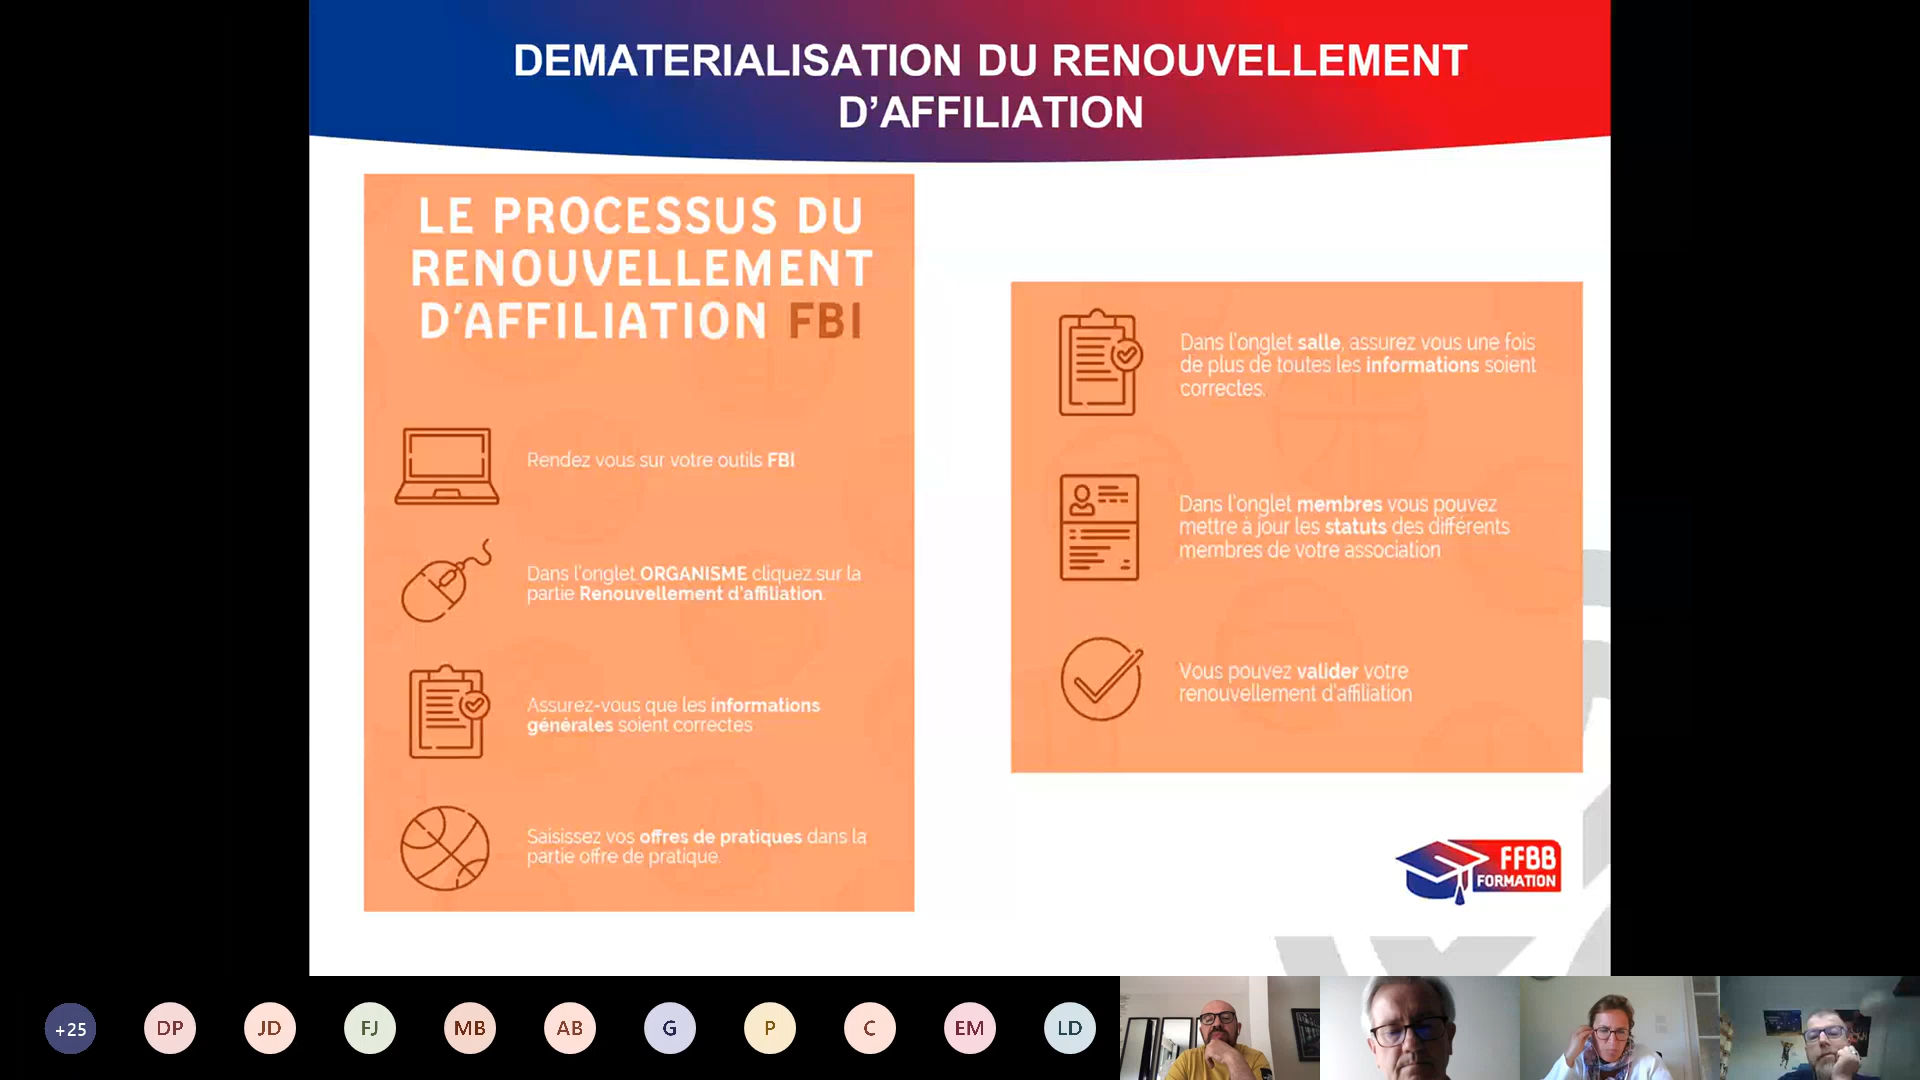 DEMATERIALISATION DU RENOUVELLEMENT
D’AFFILIATION
LE PROCESSUS DU
RENOUVELLEMENT
D’AFFILIATION FBI
Rendez vous sur votre outils FBI
Dans l'onglet ORGANISME cliquez sur la
partie Renouvellement d'affiliation.
Assurez-vous que les informations
générales soient correctes
Saisissez vos offres de pratiques dans la
partie offre de pratique.
Dans l'onglet salle, assurez vous une fois
de plus de toutes les informations soient
correctes.
Dans l'onglet membres vous pouvez
mettre à jour les statuts des différents
membres de votre association
Vous pouvez valider votre
renouvellement d'affiliation
FFBB
FORMATION
+25
DP
JD
FJ
MB
AB
G
P
C
EM
LD